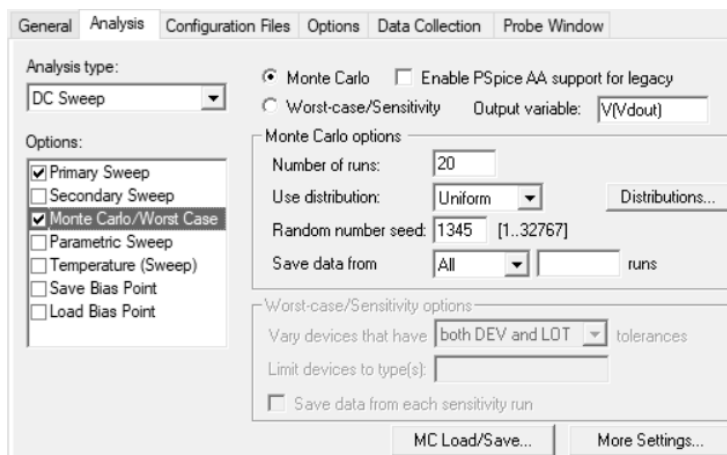 General Analysis Configuration Files Options Data Collection Probe Window
Analysis type:
DC Sweep
Options:
Primary Sweep
Secondary Sweep
Monte Carlo/Worst Case
Parametric Sweep
Temperature (Sweep)
Save Bias Point
Load Bias Point
Monte Carlo Enable PSpice AA support for legacy
Worst-case/Sensitivity Output variable: V(Vdout)
Monte Carlo options
Number of runs: 20
Use distribution: Uniform Distributions...
Random number seed: 1345 [1..32767]
Save data from All runs
Worst-case/Sensitivity options
Vary devices that have both DEV and LOT tolerances
Limit devices to type(s):
Save data from each sensitivity run
MC Load/Save... More Settings...